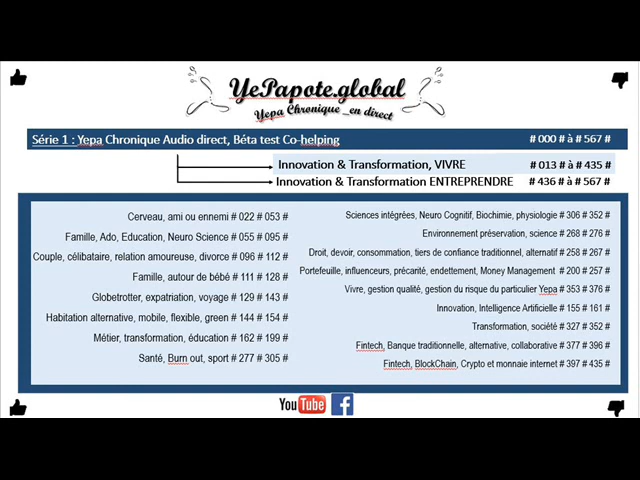 YePapote.global
Yepa Chronique _en direct
Série 1 : Yepa Chronique Audio direct, Béta test Co-helping # 000 # à # 567 #
Innovation & Transformation, VIVRE # 013 # à # 435 #
Innovation & Transformation ENTREPRENDRE # 436 # à # 567 #
Cerveau, ami ou ennemi # 022 # 053 #
Famille, Ado, Education, Neuro Science # 055 # 095 #
Couple, célibataire, relation amoureuse, divorce # 096 # 112 #
Famille, autour de bébé # 111 # 128 #
Globetrotter, expatriation, voyage # 129 # 143 #
Habitation alternative, mobile, flexible, green # 144 # 154 #
Métier, transformation, éducation # 162 # 199 #
Santé, Burn out, sport # 277 # 305 #
Sciences intégrées, Neuro Cognitif, Biochimie, physiologie # 306 # 352 #
Environnement préservation, science # 268 # 276 #
Droit, devoir, consommation, tiers de confiance traditionnel, alternatif # 258 # 267 #
Portefeuille, influenceurs, précarité, endettement, Money Management # 200 # 257 #
Vivre, gestion qualité, gestion du risque du particulier Yepa # 353 # 376 #
Innovation, Intelligence Artificielle # 155 # 161 #
Transformation, société # 327 # 352 #
Fintech, Banque traditionnelle, alternative, collaborative # 377 # 396 #
Fintech, BlockChain, Crypto et monnaie internet # 397 # 435 #
YouTube f